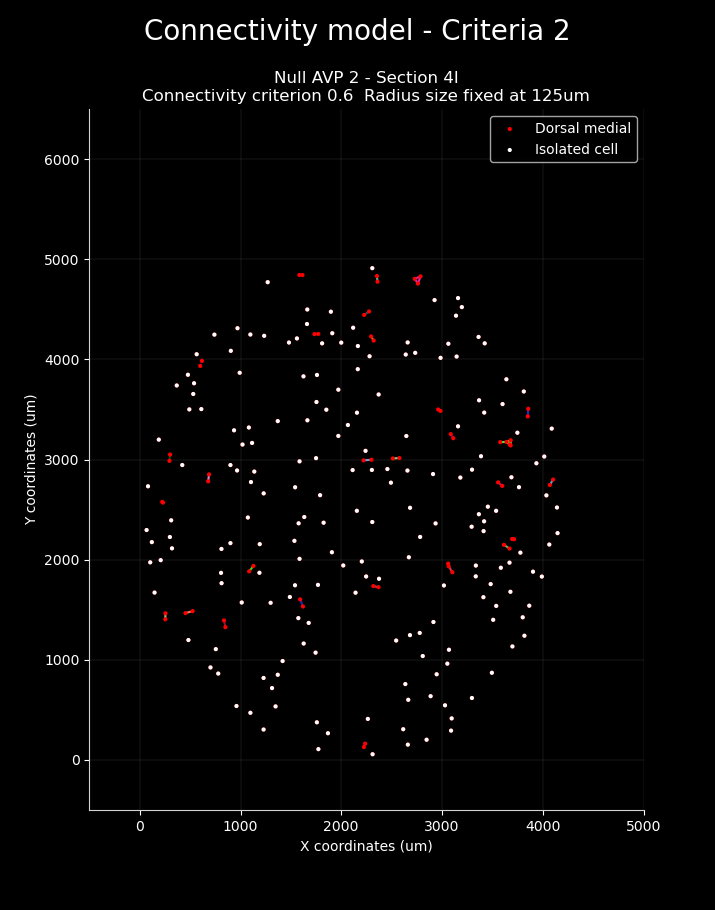 Connectivity model - Criteria 2
Null AVP 2 - Section 4I
Connectivity criterion 0.6  Radius size fixed at 125um
Dorsal medial
Isolated cell
6000
5000
4000
3000
2000
1000
0
Y coordinates (um)
0 1000 2000 3000 4000 5000
X coordinates (um)